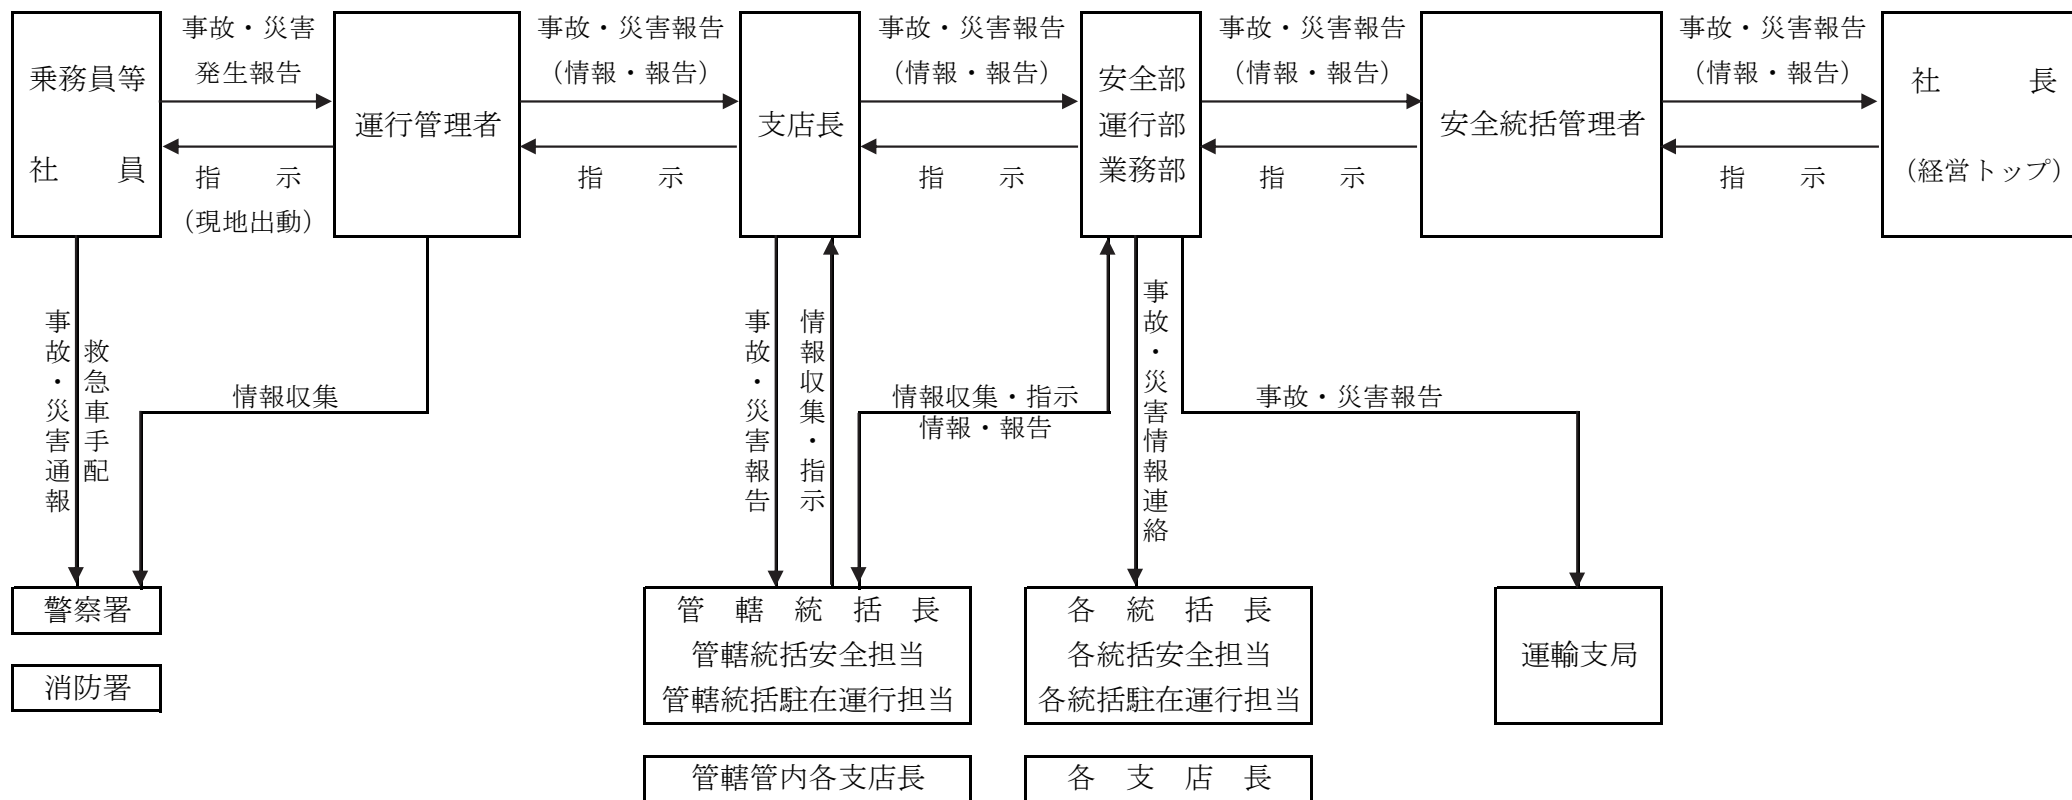 乗務員等
社員
事故・災害
発生報告
指示
(現地出動)
運行管理者
事故・災害報告
(情報・報告)
指示
支店長
事故・災害報告
(情報・報告)
指示
安全部
運行部
業務部
事故・災害報告
(情報・報告)
指示
安全統括管理者
事故・災害報告
(情報・報告)
指示
社長
(経営トップ)
事故・災害通報
救急車手配
情報収集
事故・災害報告
情報収集・指示
情報収集・指示
情報・報告
事故・災害情報連絡
事故・災害報告
警察署
消防署
管轄統括長
管轄統括安全担当
管轄統括駐在運行担当
管轄管内各支店長
各統括長
各統括安全担当
各統括駐在運行担当
各支店長
運輸支局